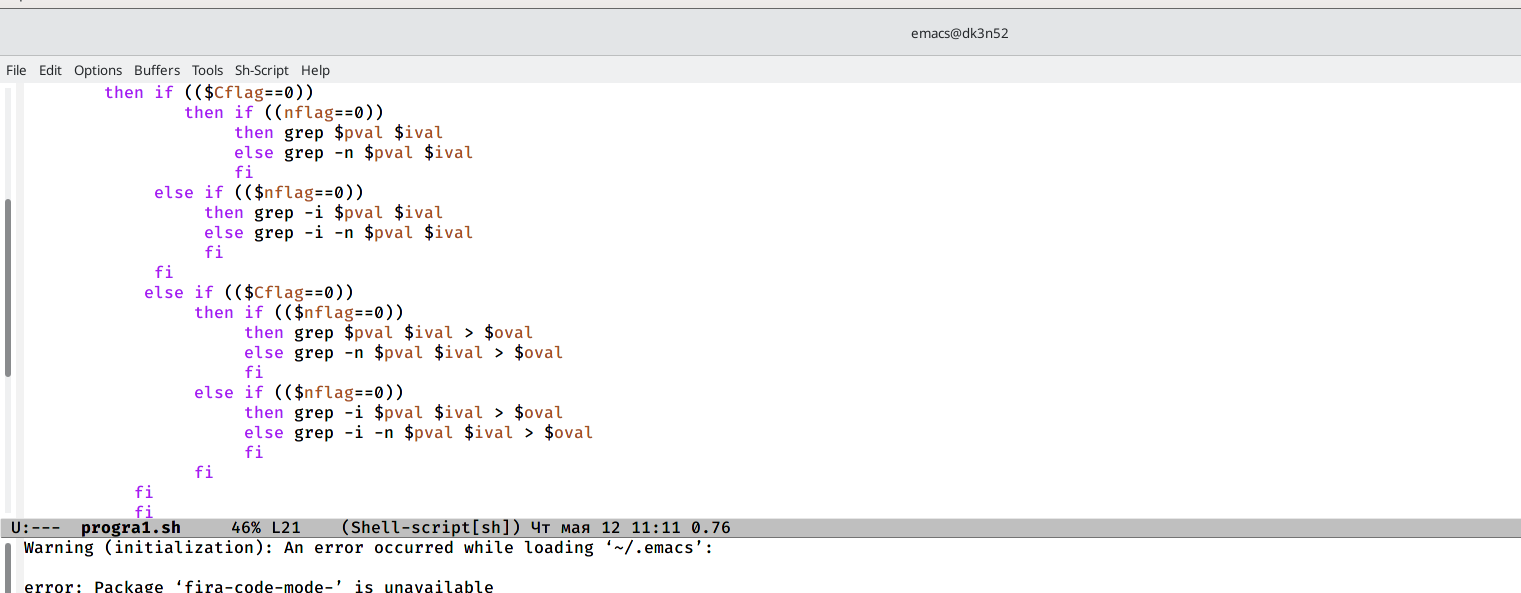 emacs@dk3n52
File Edit Options Buffers Tools Sh-Script Help
then if (($Cflag==0))
then if ((nflag==0))
then grep $pval $ival
else grep -n $pval $ival
fi
else if (($nflag==0))
then grep -i $pval $ival
else grep -i -n $pval $ival
fi
fi
else if (($Cflag==0))
then if (($nflag==0))
then grep $pval $ival > $oval
else grep -n $pval $ival > $oval
fi
else if (($nflag==0))
then grep -i $pval $ival > $oval
else grep -i -n $pval $ival > $oval
fi
fi
fi
fi
U:--- progra1.sh 46% L21 (Shell-script[sh]) Чт мая 12 11:11 0.76
Warning (initialization): An error occurred while loading ‘~/.emacs’:
error: Package ‘fira-code-mode-’ is unavailable